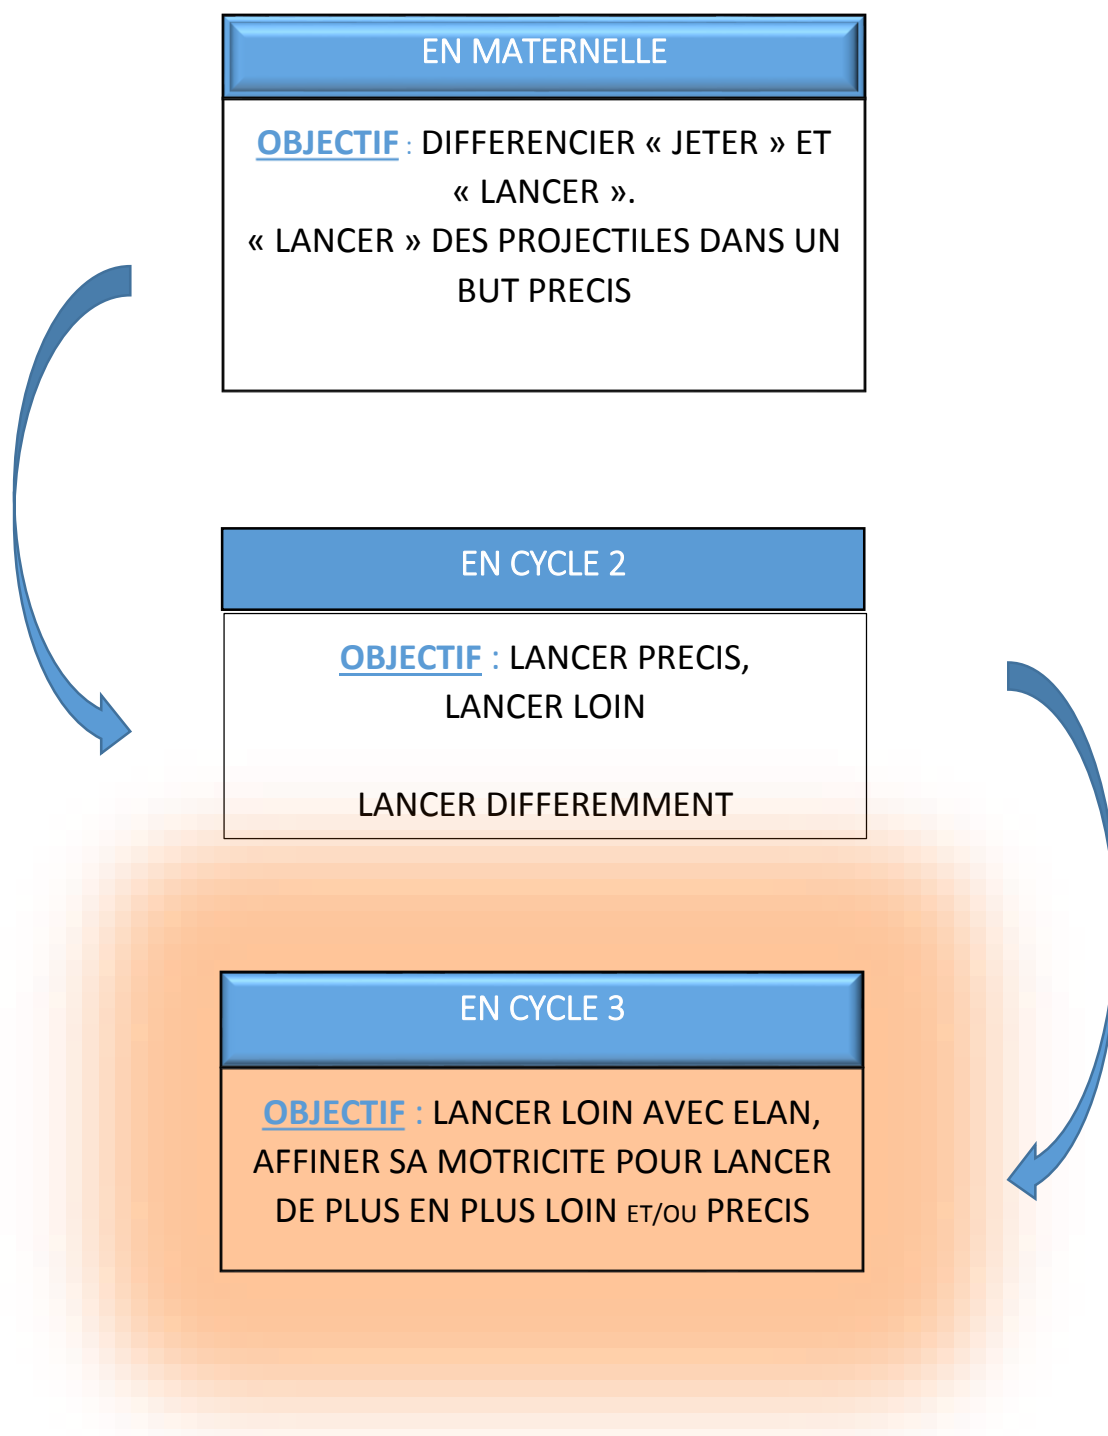 EN MATERNELLE
OBJECTIF : DIFFERENCIER « JETER » ET
« LANCER ».
« LANCER » DES PROJECTILES DANS UN
BUT PRECIS
EN CYCLE 2
OBJECTIF : LANCER PRECIS,
LANCER LOIN
LANCER DIFFEREMMENT
EN CYCLE 3
OBJECTIF : LANCER LOIN AVEC ELAN,
AFFINER SA MOTRICITE POUR LANCER
DE PLUS EN PLUS LOIN ET/OU PRECIS